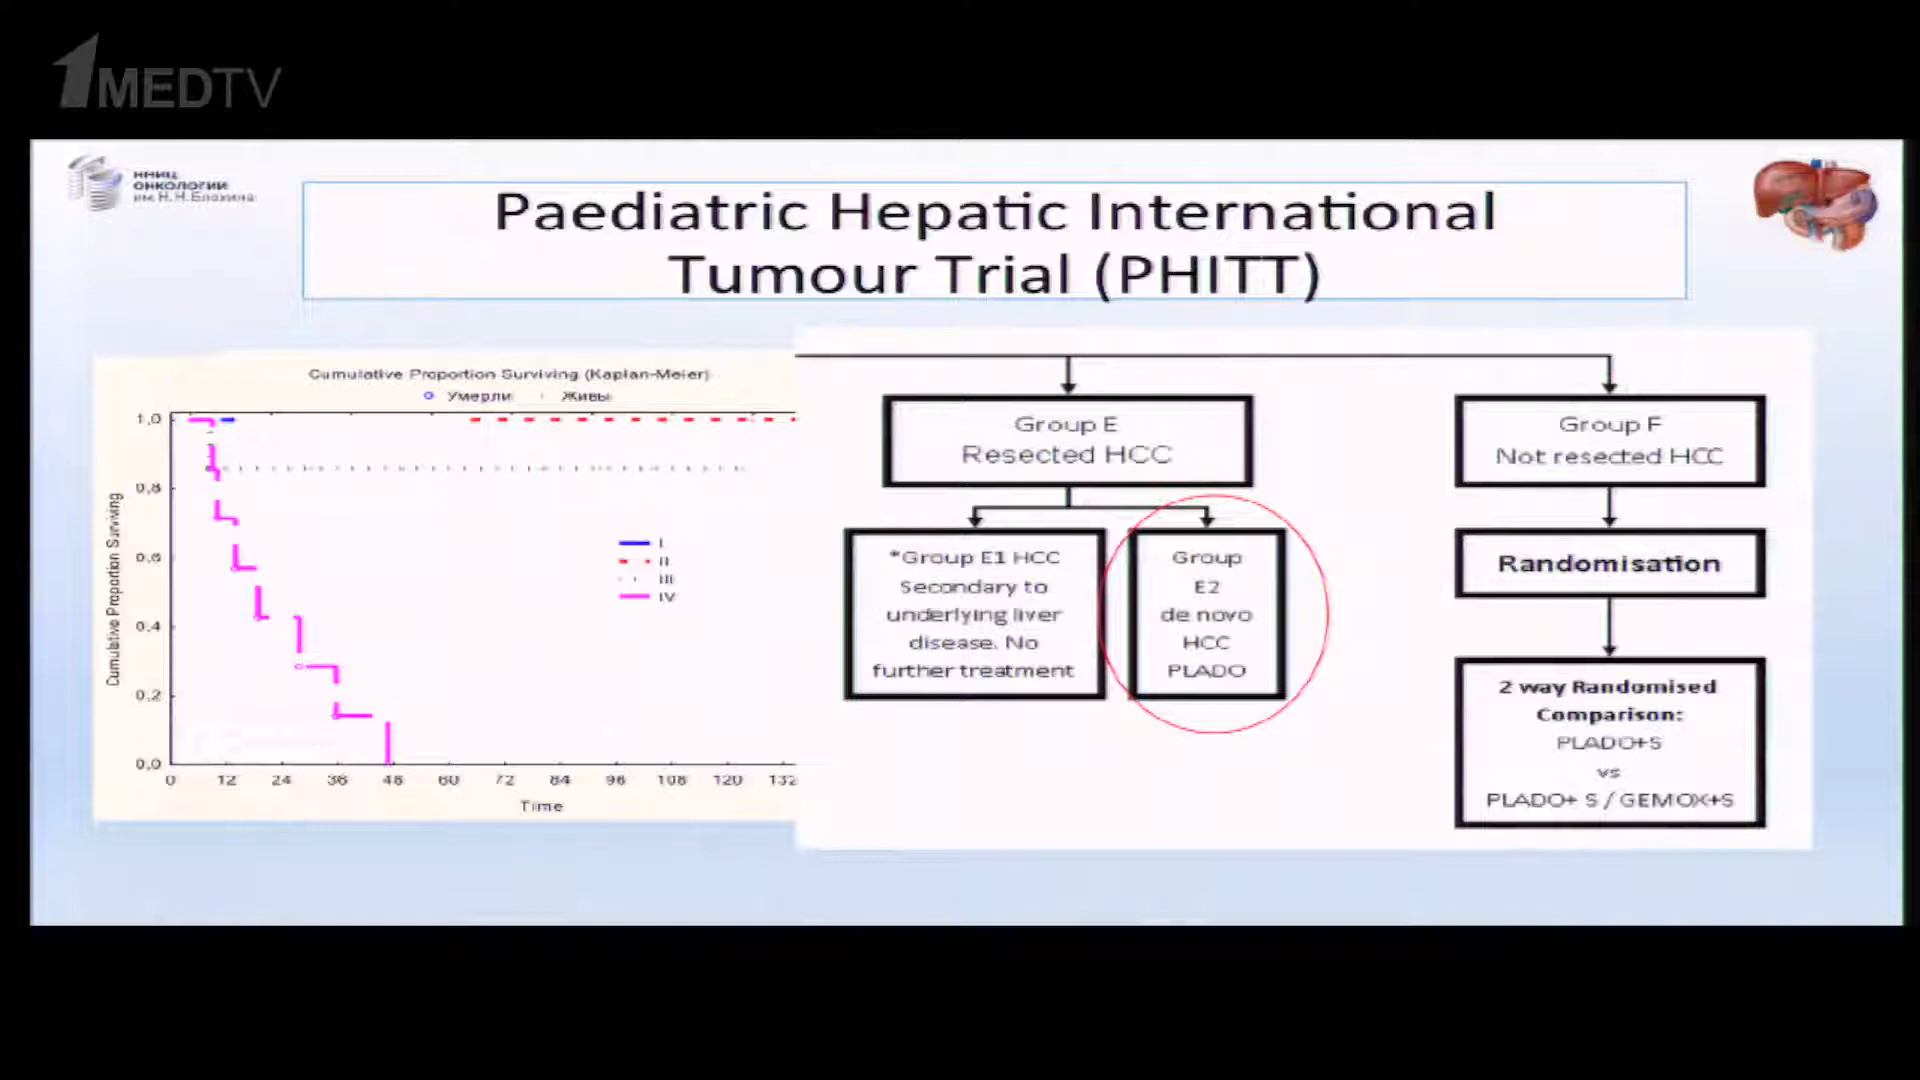 1MEDTV
ННИЦ
ОНКОЛОГИИ
им. Н. Н. Блохина
Paediatric Hepatic International
Tumour Trial (PHITT)
Cumulative Proportion Surviving (Kaplan-Meier)
Умерли Живы
Cumulative Proportion Surviving
1,0
0,8
0,6
0,4
0,2
0,0
0 12 24 36 48 60 72 84 96 108 120 132
Time
I
II
III
IV
Group E
Resected HCC
*Group E1 HCC
Secondary to
underlying liver
disease. No
further treatment
Group
E2
de novo
HCC
PLADO
Group F
Not resected HCC
Randomisation
2 way Randomised
Comparison:
PLADO+S
vs
PLADO+ S / GEMOX+S